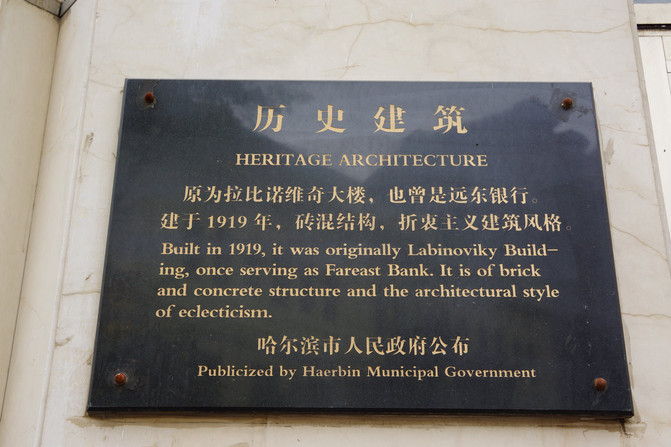 历史建筑
HERITAGE ARCHITECTURE
原为拉比诺维奇大楼，也曾是远东银行。
建于1919年，砖混结构，折衷主义建筑风格。
Built in 1919, it was originally Labinoviky Build-
ing, once serving as Fareast Bank. It is of brick
and concrete structure and the architectural style
of eclecticism.
哈尔滨市人民政府公布
Publicized by Haerbin Municipal Government